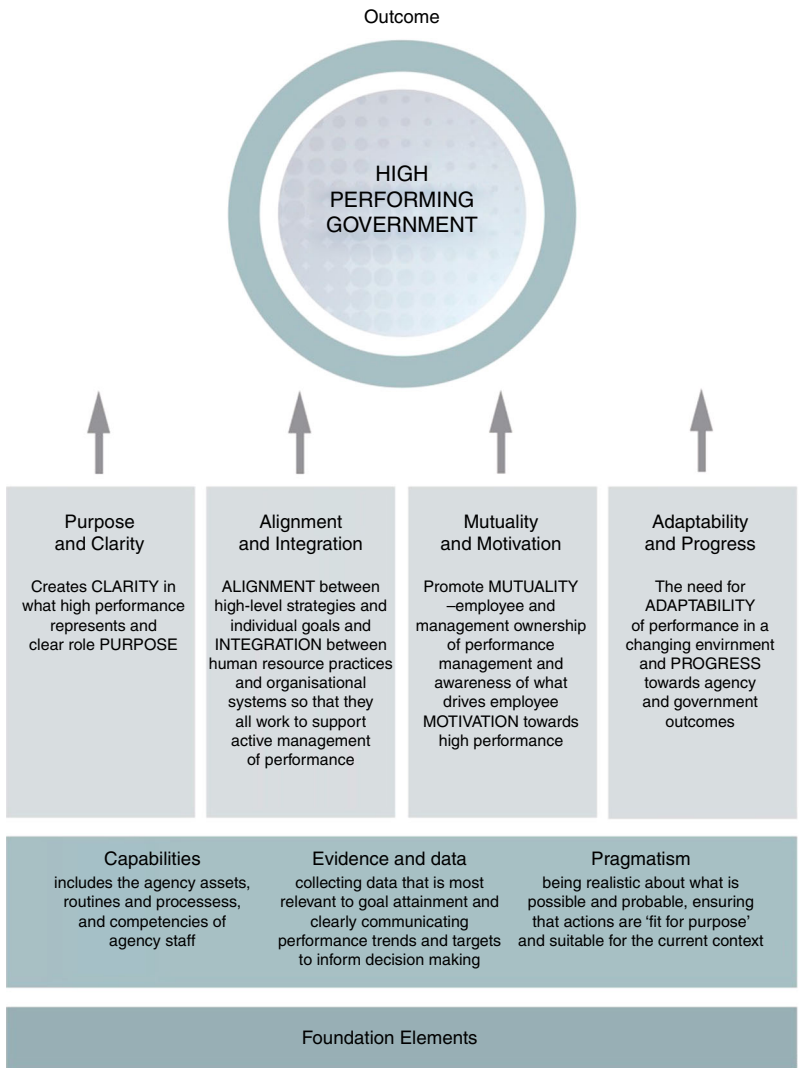 Outcome
HIGH
PERFORMING
GOVERNMENT
Purpose
and Clarity
Creates CLARITY in
what high performance
represents and
clear role PURPOSE
Alignment
and Integration
ALIGNMENT between
high-level strategies and
individual goals and
INTEGRATION between
human resource practices
and organisational
systems so that they
all work to support
active management
of performance
Mutuality
and Motivation
Promote MUTUALITY
–employee and
management ownership
of performance
management and
awareness of what
drives employee
MOTIVATION towards
high performance
Adaptability
and Progress
The need for
ADAPTABILITY
of performance in a
changing envirnment
and PROGRESS
towards agency
and government
outcomes
Capabilities
includes the agency assets,
routines and processess,
and competencies of
agency staff
Evidence and data
collecting data that is most
relevant to goal attainment and
clearly communicating
performance trends and targets
to inform decision making
Pragmatism
being realistic about what is
possible and probable, ensuring
that actions are ‘fit for purpose’
and suitable for the current context
Foundation Elements